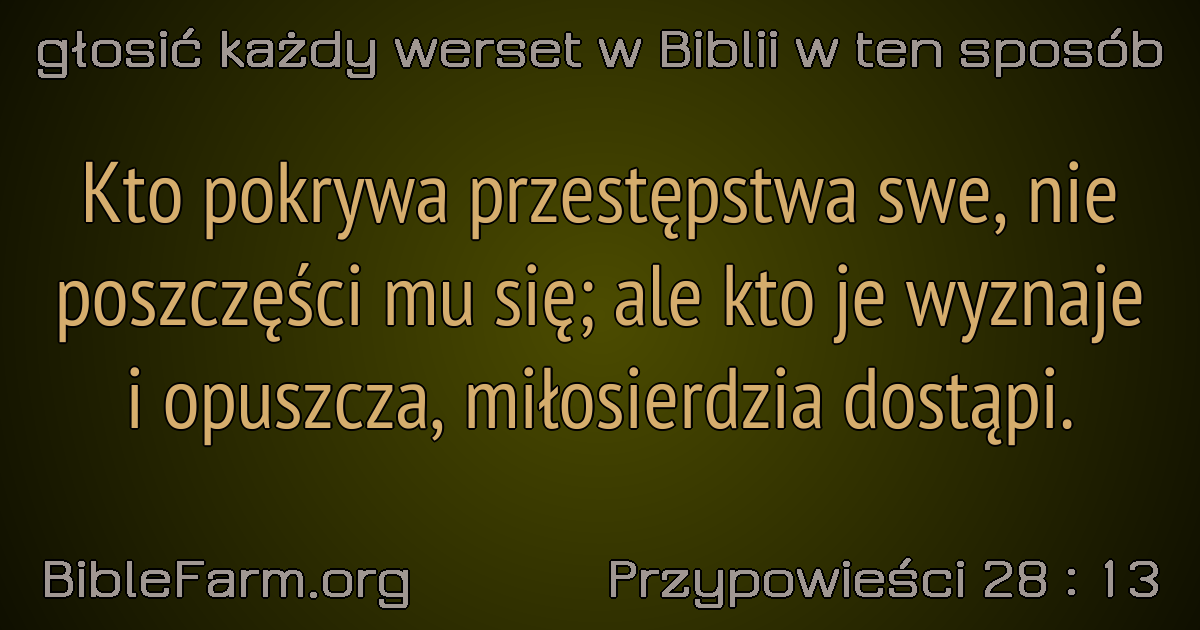 głosić każdy werset w Biblii w ten sposób
Kto pokrywa przestępstwa swe, nie
poszczęści mu się; ale kto je wyznaje
i opuszcza, miłosierdzia dostąpi.
BibleFarm.org
Przypowieści 28 : 13